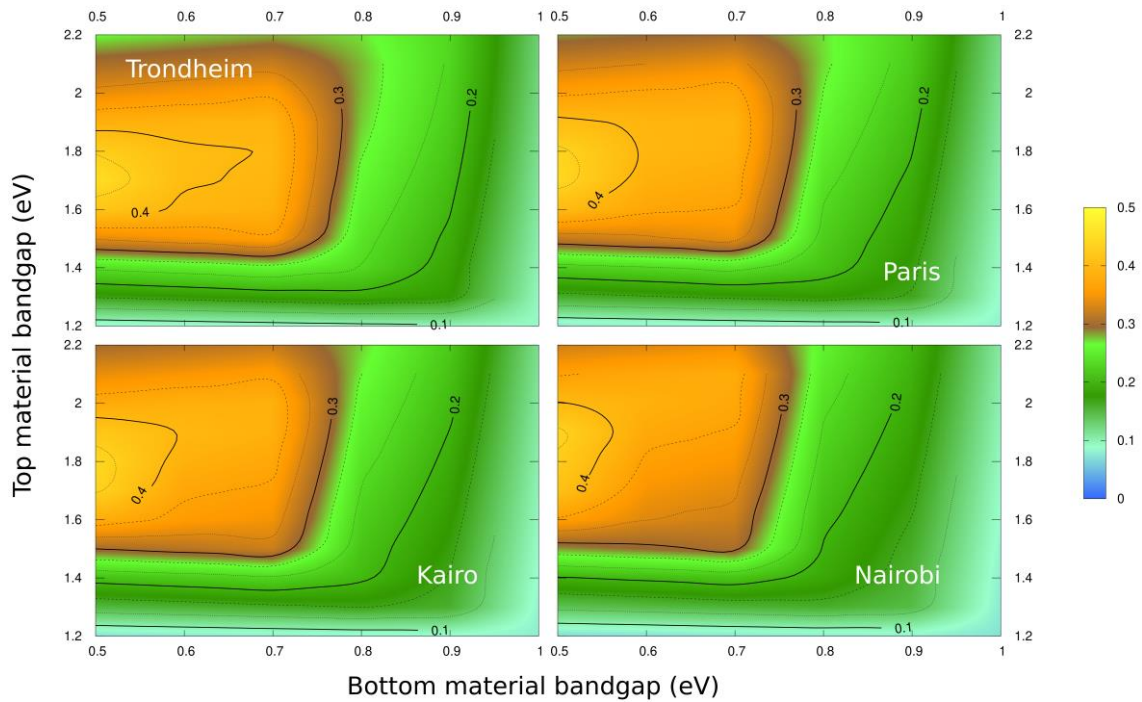 0.5 0.6 0.7 0.8 0.9 1 0.5 0.6 0.7 0.8 0.9 1
2.2 2.2
Trondheim
2 2
0.3 0.2 0.3 0.2
1.8 1.8
0.4 0.4
1.6 1.6
1.4 1.4
Paris
1.2 0.1 0.1 1.2
2.2 2.2
2 2
0.3 0.2 0.3 0.2
1.8 1.8
0.4 0.4
1.6 1.6
1.4 1.4
Kairo Nairobi
1.2 0.1 0.1 1.2
0.5 0.6 0.7 0.8 0.9 1 0.5 0.6 0.7 0.8 0.9 1
Top material bandgap (eV)
Bottom material bandgap (eV)
0.5
0.4
0.3
0.2
0.1
0